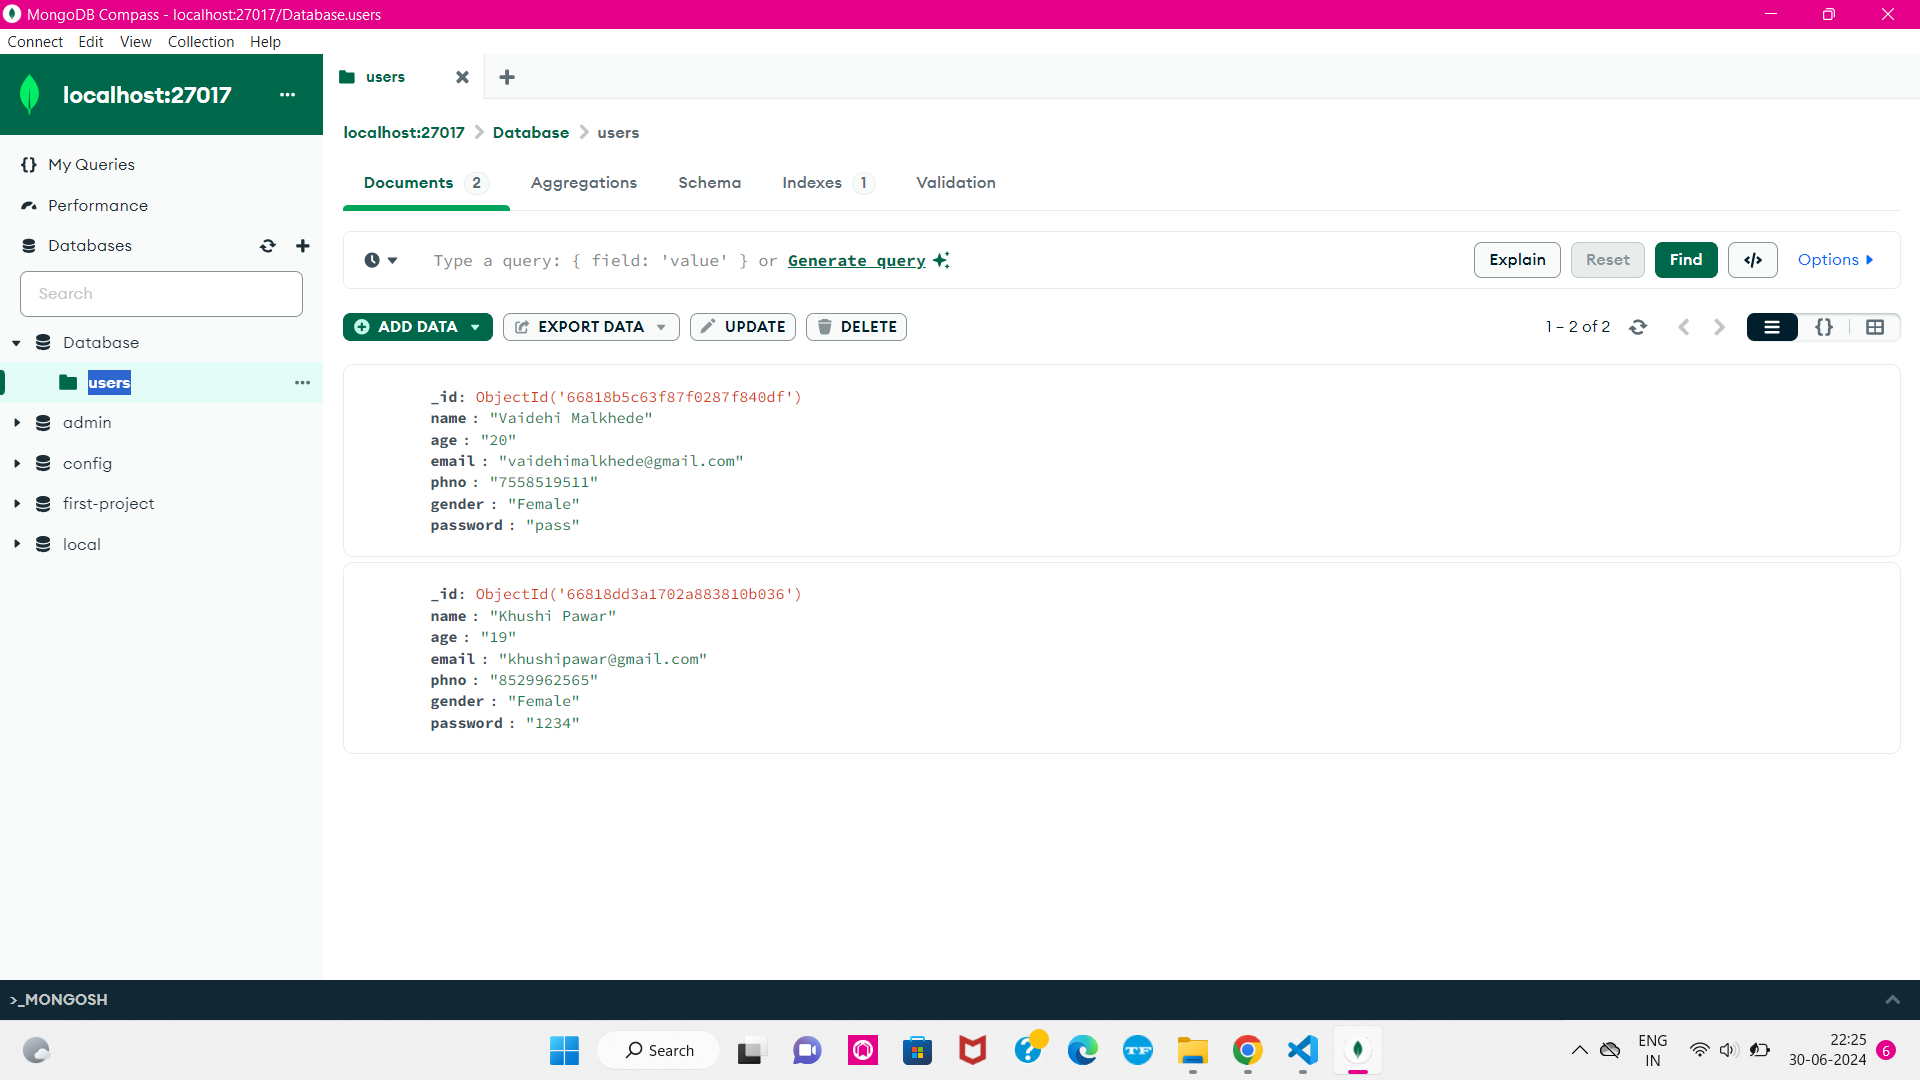 MongoDB Compass - localhost:27017/Database.users
Connect Edit View Collection Help
localhost:27017 ...
users
localhost:27017 > Database > users
My Queries
Performance
Databases
Search
Database
users ...
admin
config
first-project
local
Documents 2 Aggregations Schema Indexes 1 Validation
Type a query: { field: 'value' } or Generate query
Explain Reset Find </> Options
ADD DATA EXPORT DATA UPDATE DELETE
1 – 2 of 2 {}
_id: ObjectId('66818b5c63f87f0287f840df')
name : "Vaidehi Malkhede"
age : "20"
email : "vaidehimalkhede@gmail.com"
phno : "7558519511"
gender : "Female"
password : "pass"
_id: ObjectId('66818dd3a1702a883810b036')
name : "Khushi Pawar"
age : "19"
email : "khushipawar@gmail.com"
phno : "8529962565"
gender : "Female"
password : "1234"
>_MONGOSH
Search
TF
ENG
IN
22:25
30-06-2024
6